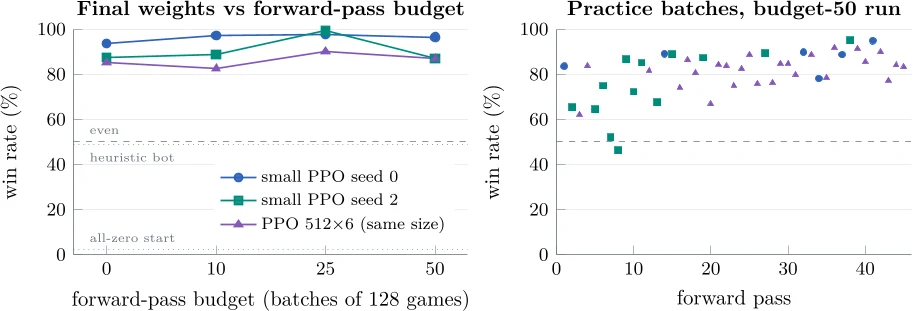 Final weights vs forward-pass budget
100
80
60
40
20
0
win rate (%)
even
heuristic bot
all-zero start
small PPO seed 0
small PPO seed 2
PPO 512×6 (same size)
0 10 25 50
forward-pass budget (batches of 128 games)
Practice batches, budget-50 run
100
80
60
40
20
0
win rate (%)
0 10 20 30 40
forward pass